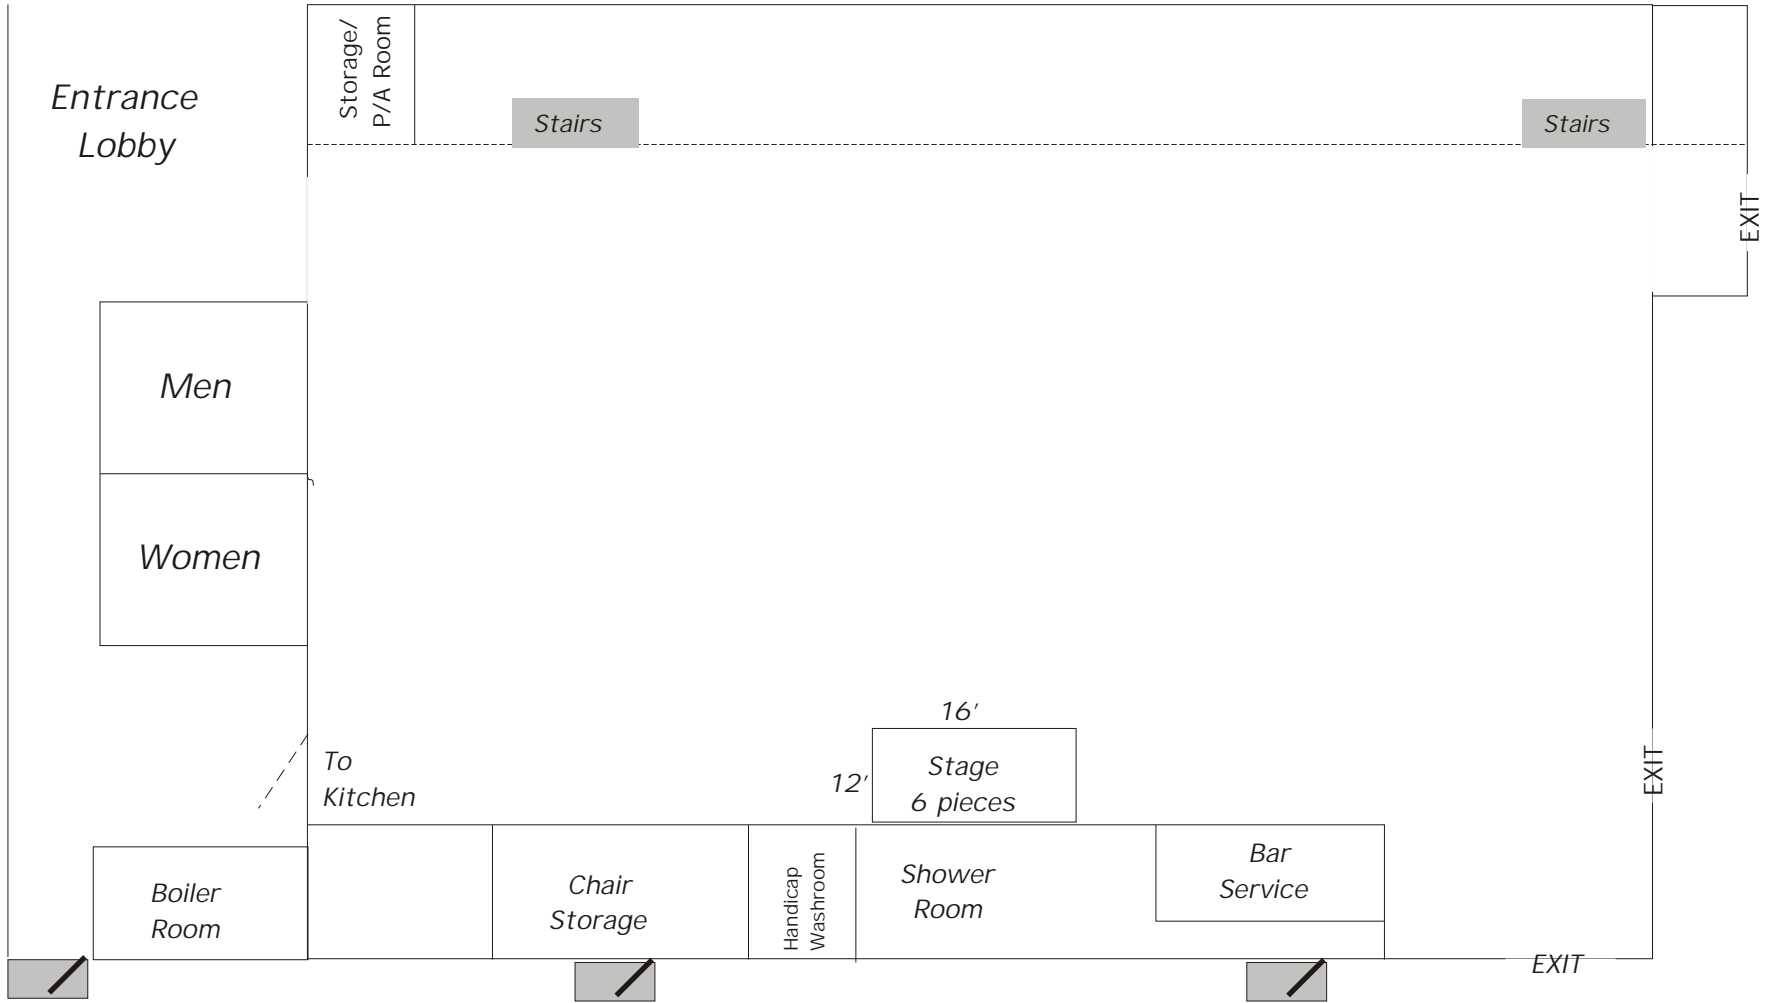 Storage/
P/A Room
Entrance
Lobby
Stairs
Stairs
EXIT
Men
Women
16'
To
Kitchen
12'
Stage
6 pieces
EXIT
Boiler
Room
Chair
Storage
Handicap
Washroom
Shower
Room
Bar
Service
EXIT